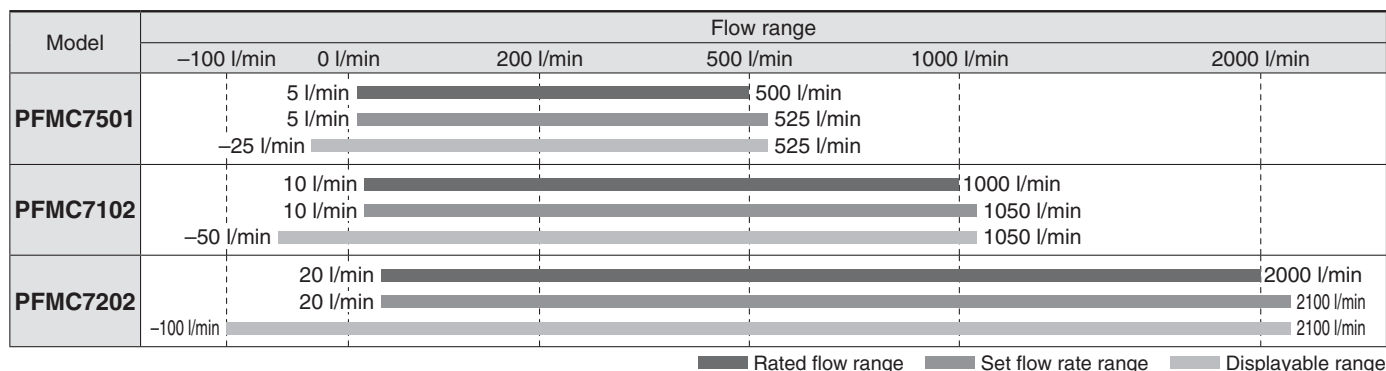 Model
Flow range
–100 l/min 0 l/min 200 l/min 500 l/min 1000 l/min 2000 l/min
PFMC7501
5 l/min 500 l/min
5 l/min 525 l/min
–25 l/min 525 l/min
PFMC7102
10 l/min 1000 l/min
10 l/min 1050 l/min
–50 l/min 1050 l/min
PFMC7202
20 l/min 2000 l/min
20 l/min 2100 l/min
–100 l/min 2100 l/min
Rated flow range Set flow rate range Displayable range